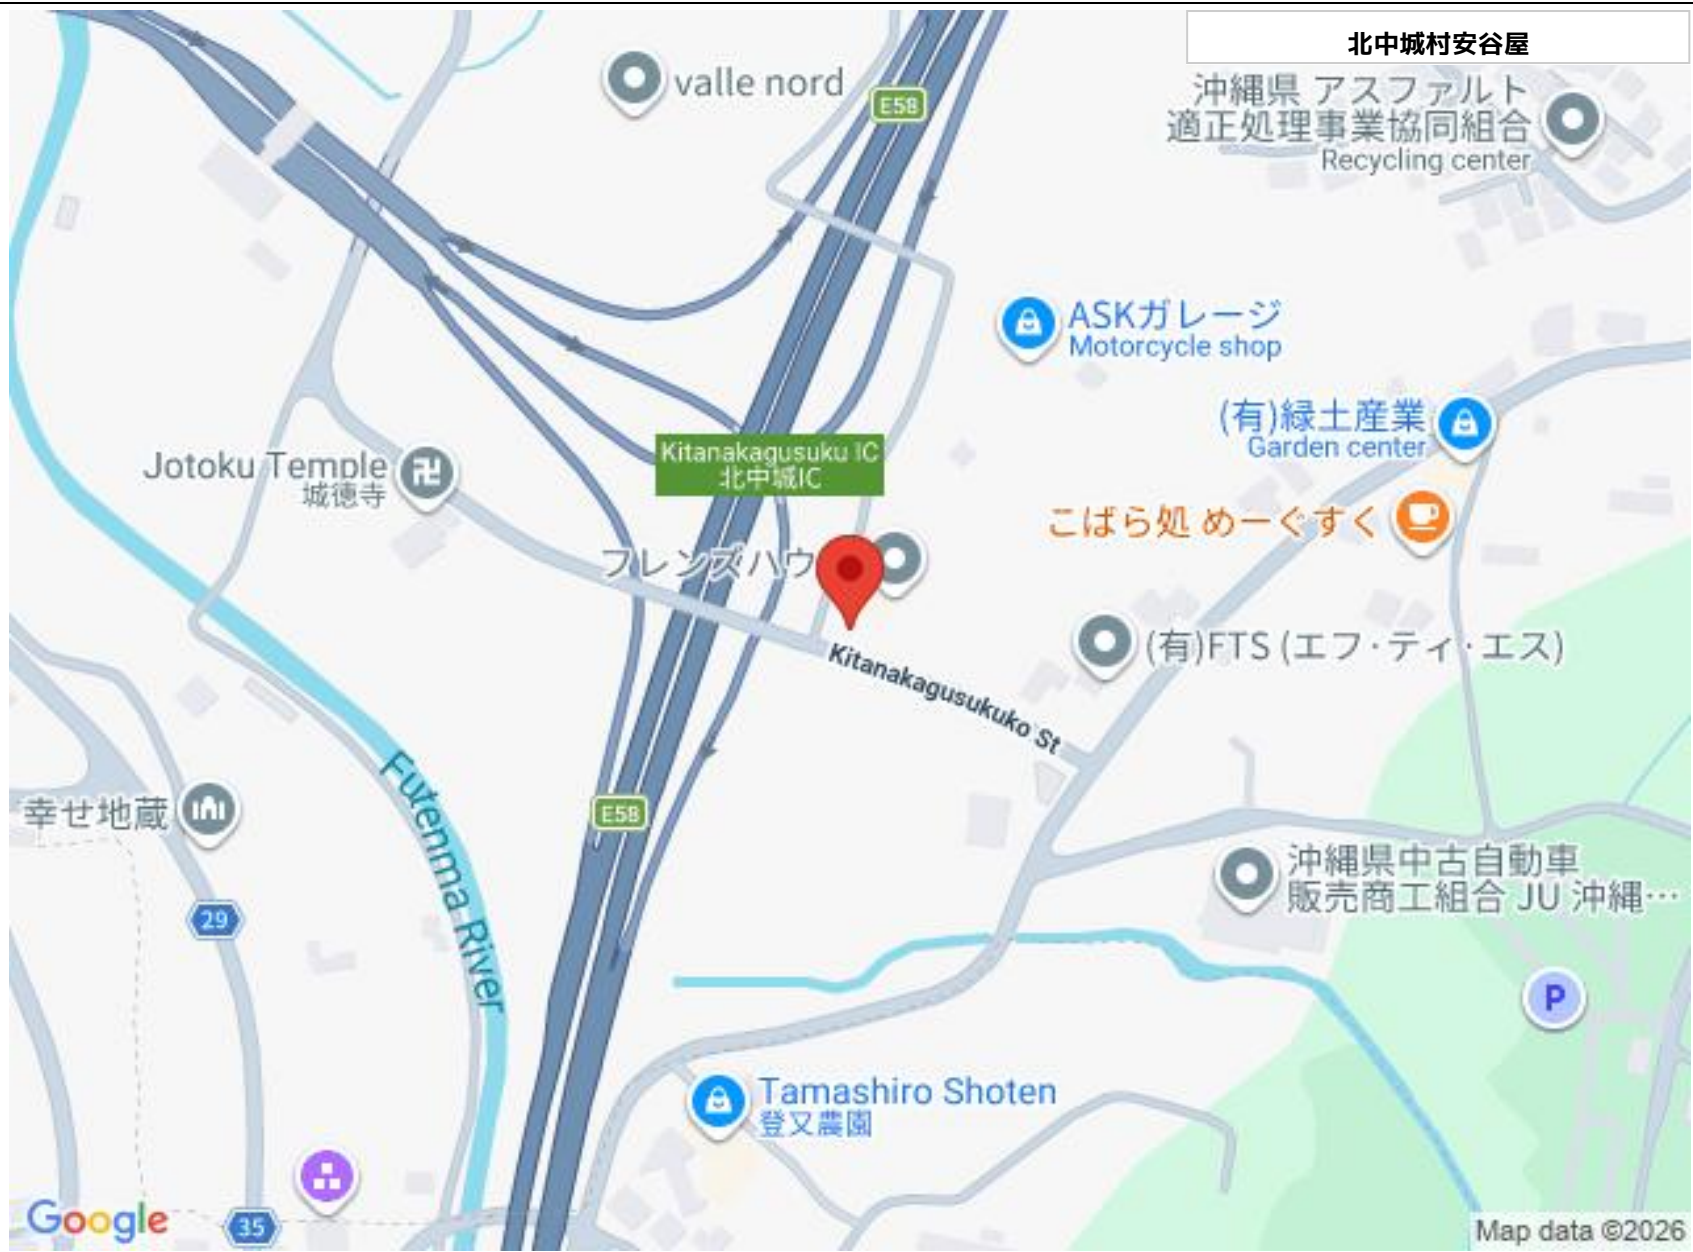 北中城村安谷屋
valle nord
E58
沖縄県 アスファルト
適正処理事業協同組合
Recycling center
ASKガレージ
Motorcycle shop
(有)緑土産業
Garden center
Kitanakagusuku IC
北中城IC
Jotoku Temple
城徳寺
こばら処 めーぐすく
フレンズハウ
(有)FTS (エフ・ティ・エス)
Kitanakagusukuko St
Futenma River
幸せ地蔵
E58
沖縄県中古自動車
販売商工組合 JU 沖縄…
29
P
Tamashiro Shoten
登又農園
Google
35
Map data ©2026